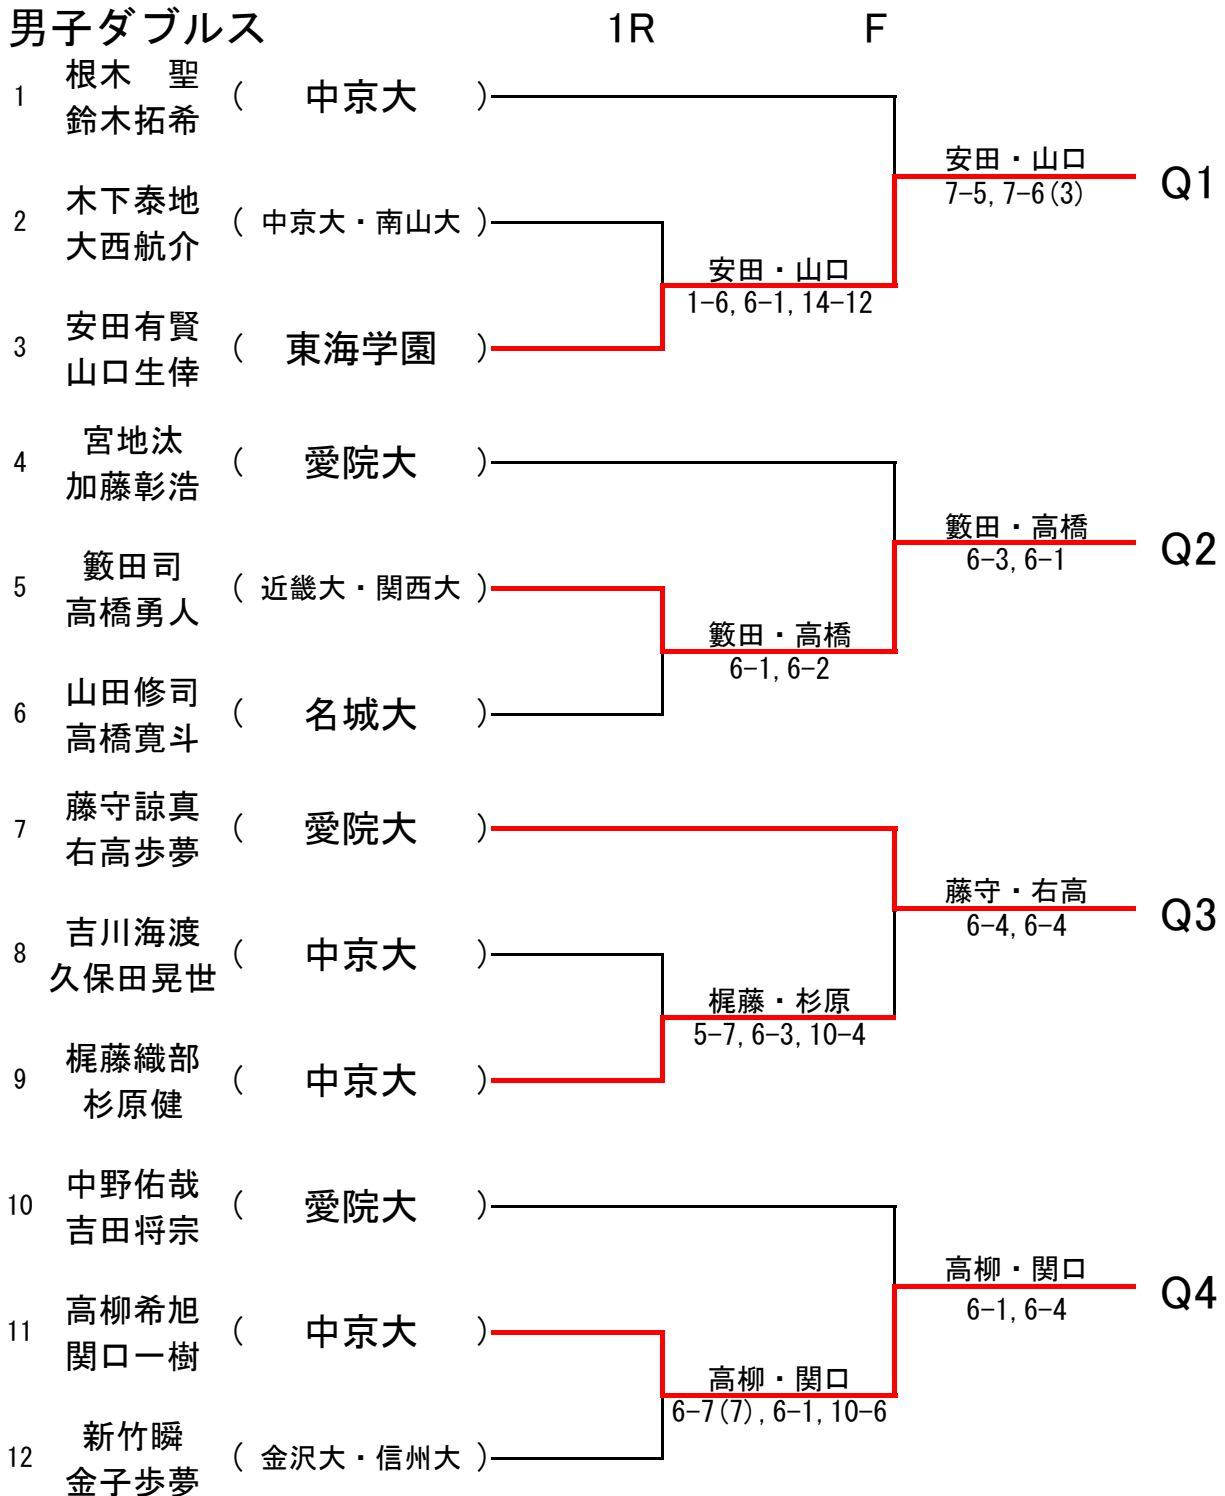 男子ダブルス 1R F
根木 聖
1 ( 中京大 )
鈴木拓希
安田・山口
Q1
7-5, 7-6(3)
木下泰地
2 ( 中京大・南山大 )
大西航介
安田・山口
1-6, 6-1, 14-12
安田有賢
3 ( 東海学園 )
山口生倖
宮地汰
4 ( 愛院大 )
加藤彰浩
籔田・高橋
Q2
6-3, 6-1
籔田司
5 ( 近畿大・関西大 )
高橋勇人
籔田・高橋
6-1, 6-2
山田修司
6 ( 名城大 )
高橋寛斗
藤守諒真
7 ( 愛院大 )
右高歩夢
藤守・右高
Q3
6-4, 6-4
吉川海渡
8 ( 中京大 )
久保田晃世
梶藤・杉原
5-7, 6-3, 10-4
梶藤織部
9 ( 中京大 )
杉原健
中野佑哉
10 ( 愛院大 )
吉田将宗
高柳・関口
Q4
6-1, 6-4
高柳希旭
11 ( 中京大 )
関口一樹
高柳・関口
6-7(7), 6-1, 10-6
新竹瞬
12 ( 金沢大・信州大 )
金子歩夢